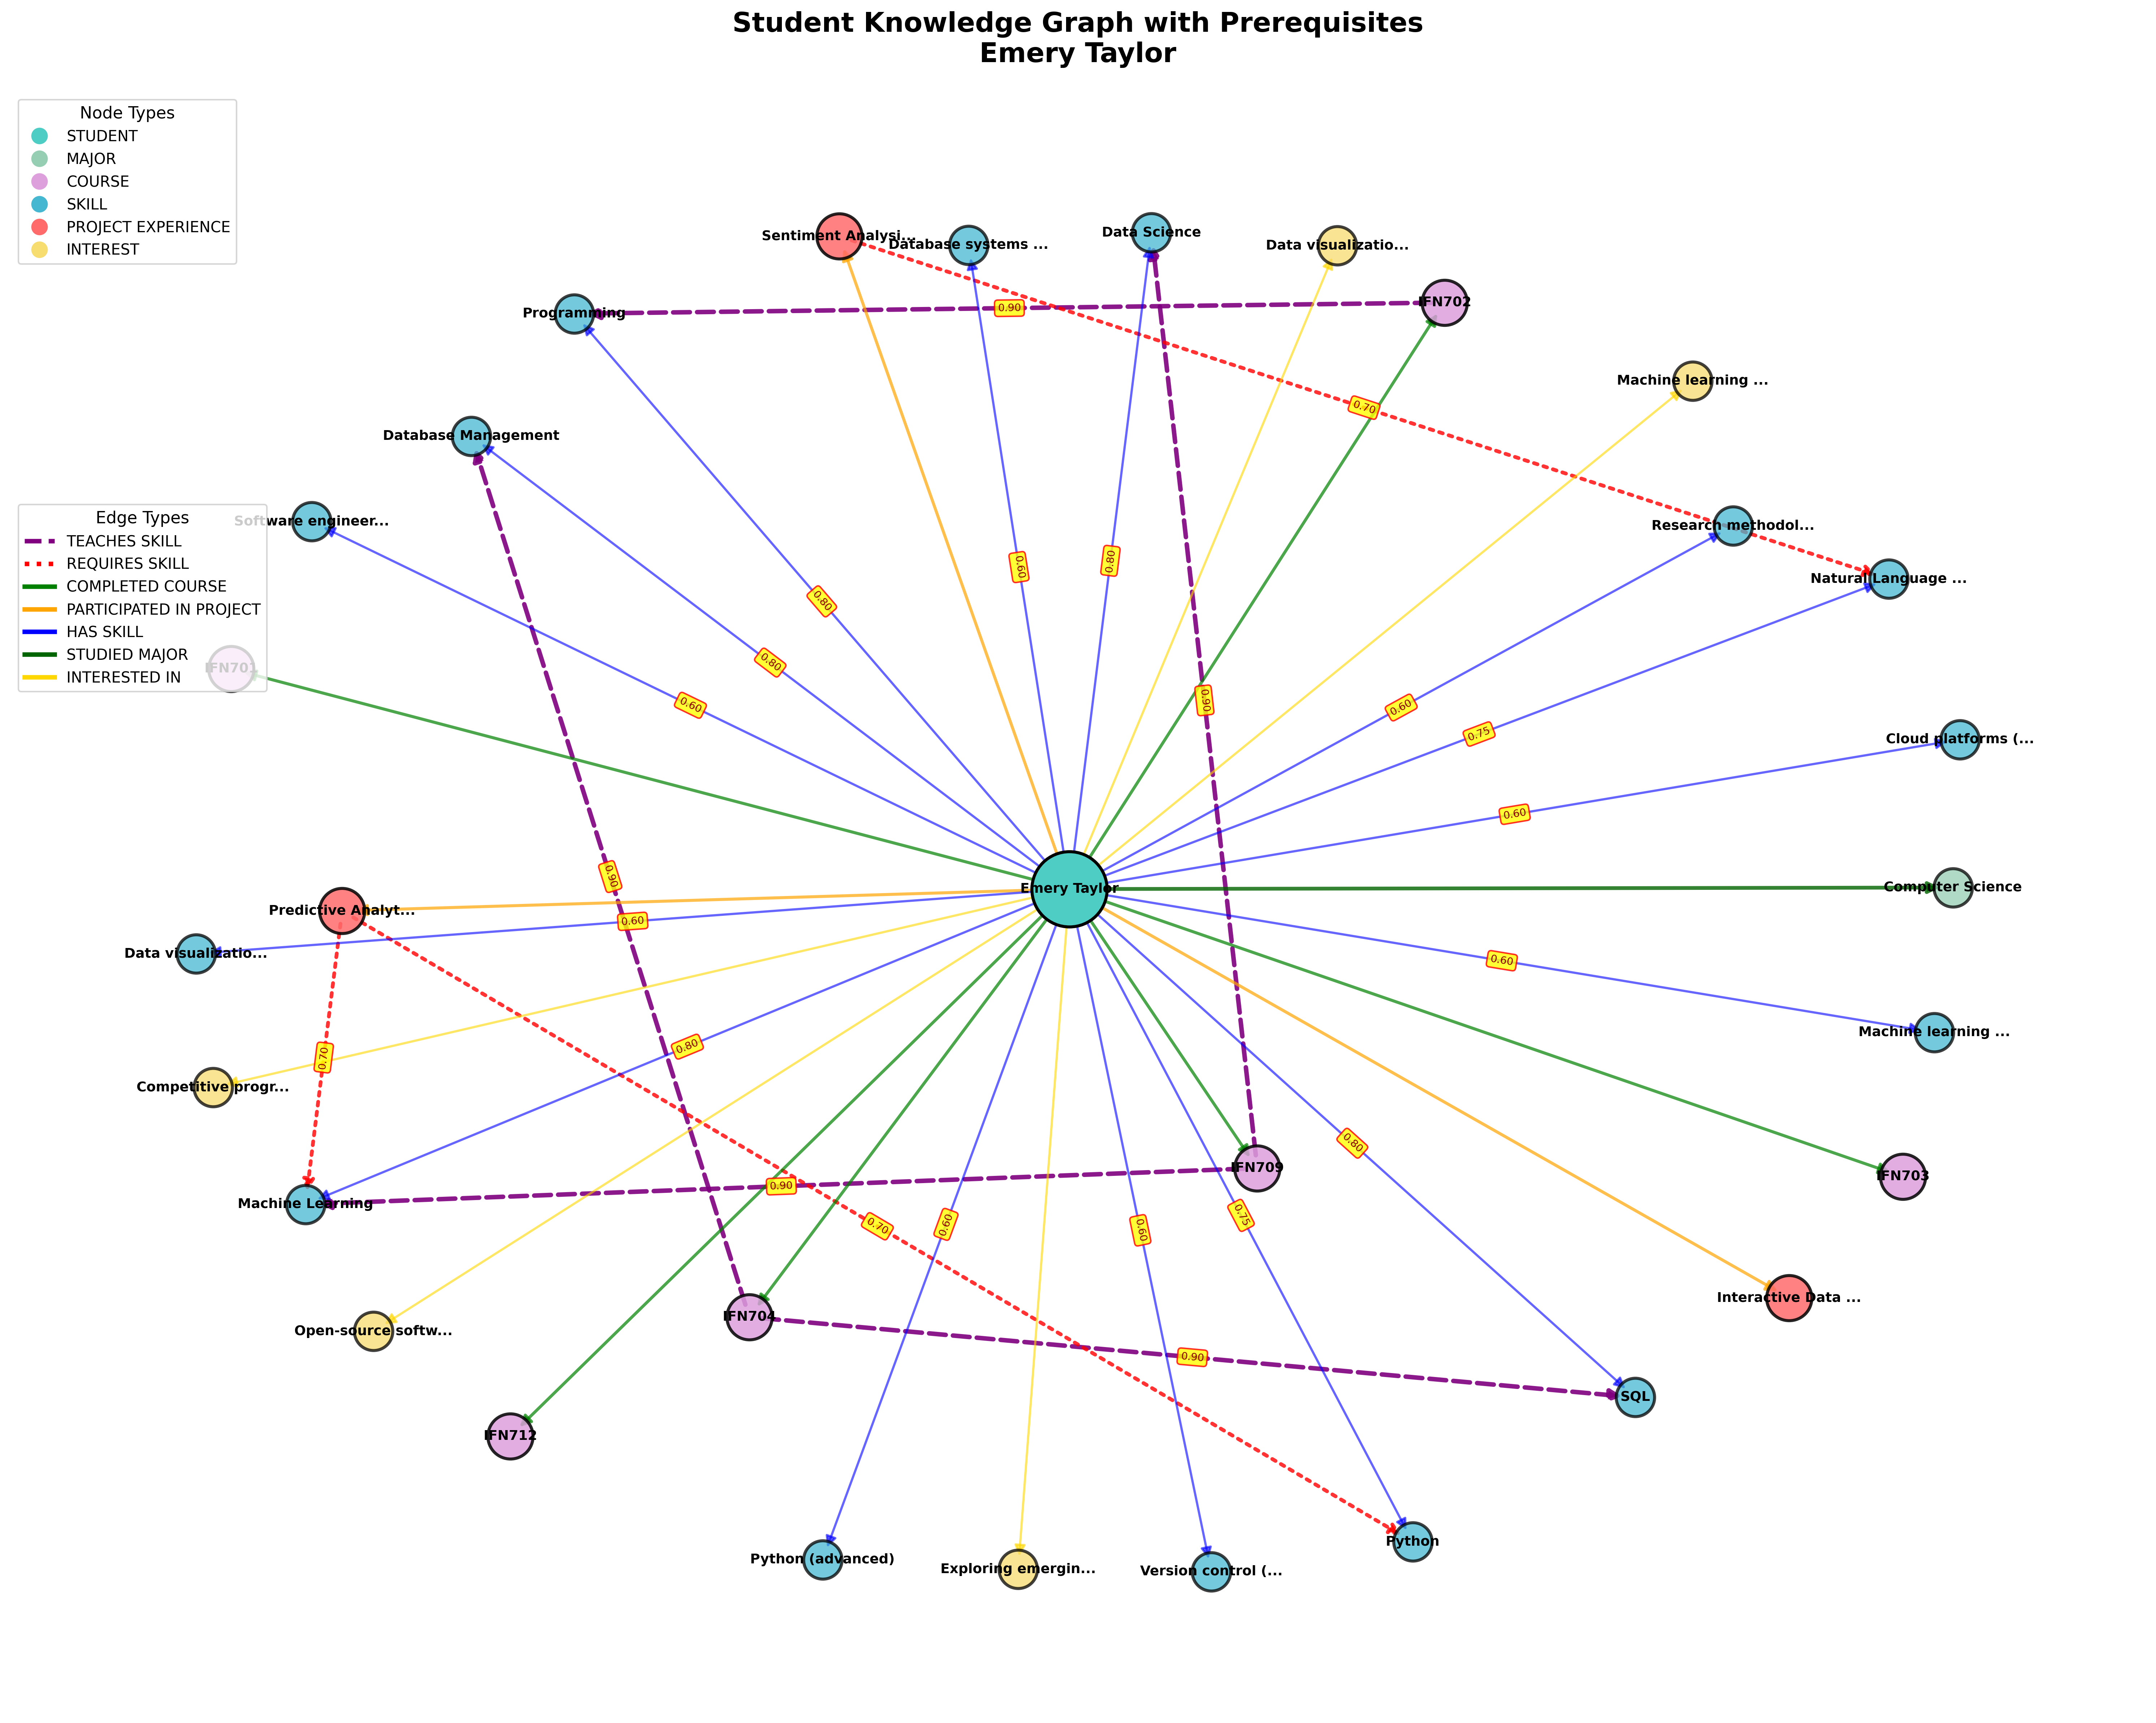 Student Knowledge Graph with Prerequisites
Emery Taylor
Node Types
STUDENT
MAJOR
COURSE
SKILL
PROJECT EXPERIENCE
INTEREST
Sentiment Analysi...
Database systems ...
Data Science
Data visualizatio...
IFN702
Programming
0.90
Machine learning ...
0.70
Database Management
Edge Types
TEACHES SKILL
REQUIRES SKILL
COMPLETED COURSE
PARTICIPATED IN PROJECT
HAS SKILL
STUDIED MAJOR
INTERESTED IN
Software engineer...
Research methodol...
Natural Language ...
0.60
0.80
0.80
IFN701
0.80
0.60
0.90
0.60
0.75
Cloud platforms (...
0.60
0.90
Emery Taylor
Computer Science
Predictive Analyt...
0.60
Data visualizatio...
0.60
Machine learning ...
0.80
0.70
Competitive progr...
0.80
IFN709
IFN703
0.90
Machine Learning
0.60
0.70
0.60
0.75
Interactive Data ...
IFN704
Open-source softw...
0.90
SQL
IFN712
Python
Python (advanced)
Exploring emergin...
Version control (...